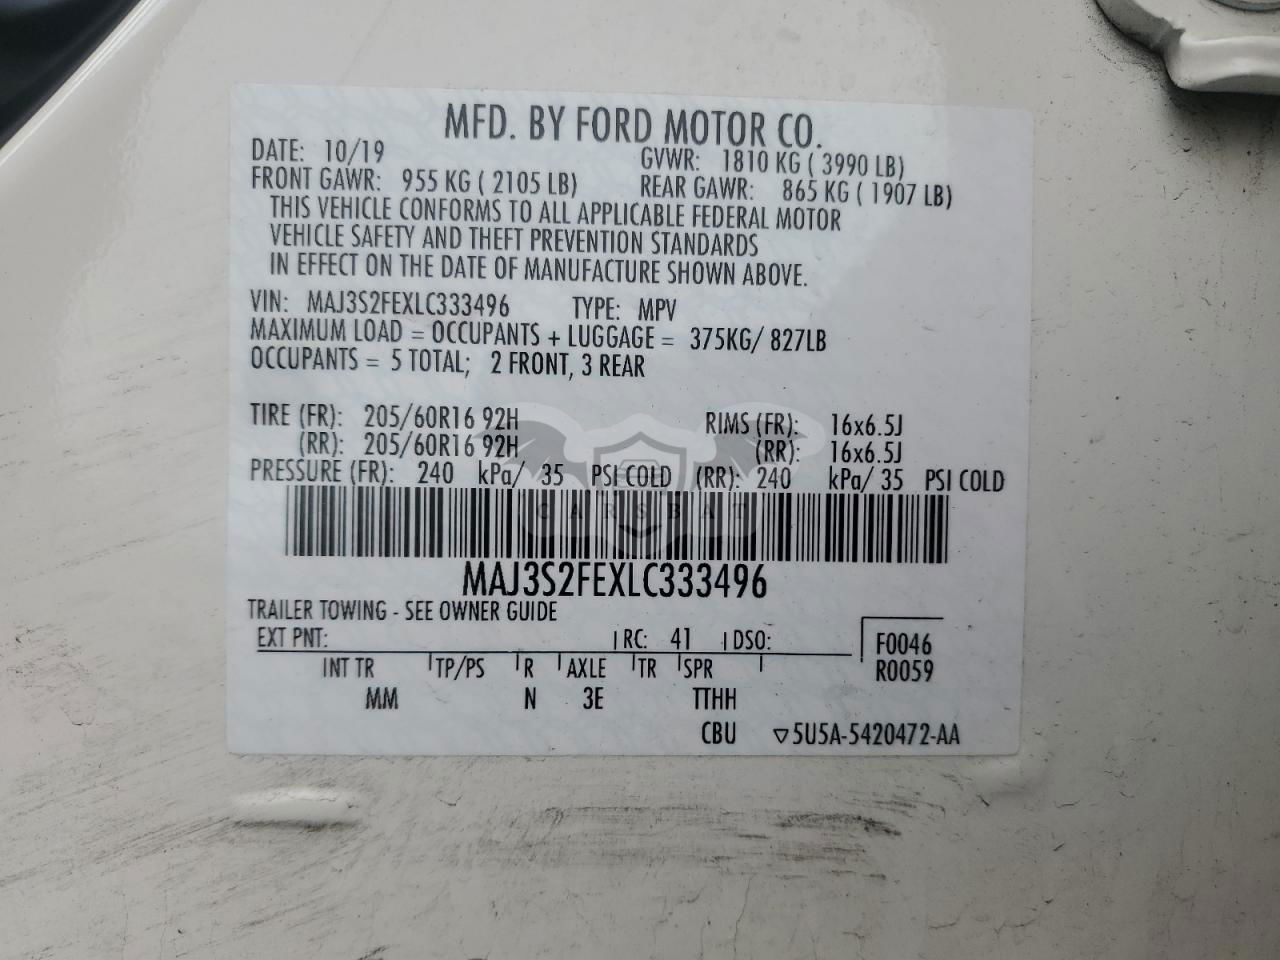 MFD. BY FORD MOTOR CO.
DATE: 10/19 GVWR: 1810 KG ( 3990 LB)
FRONT GAWR: 955 KG ( 2105 LB) REAR GAWR: 865 KG ( 1907 LB)
THIS VEHICLE CONFORMS TO ALL APPLICABLE FEDERAL MOTOR
VEHICLE SAFETY AND THEFT PREVENTION STANDARDS
IN EFFECT ON THE DATE OF MANUFACTURE SHOWN ABOVE.
VIN: MAJ3S2FEXLC333496 TYPE: MPV
MAXIMUM LOAD = OCCUPANTS + LUGGAGE = 375KG/ 827LB
OCCUPANTS = 5 TOTAL; 2 FRONT, 3 REAR
TIRE (FR): 205/60R16 92H RIMS (FR): 16x6.5J
(RR): 205/60R16 92H (RR): 16x6.5J
PRESSURE (FR): 240 kPa/ 35 PSI COLD (RR): 240 kPa/ 35 PSI COLD
CARSBAT
MAJ3S2FEXLC333496
TRAILER TOWING - SEE OWNER GUIDE
EXT PNT: RC: 41 DSO: F0046
INT TR TP/PS R AXLE TR SPR R0059
MM N 3E TTHH
CBU ▽5U5A-5420472-AA